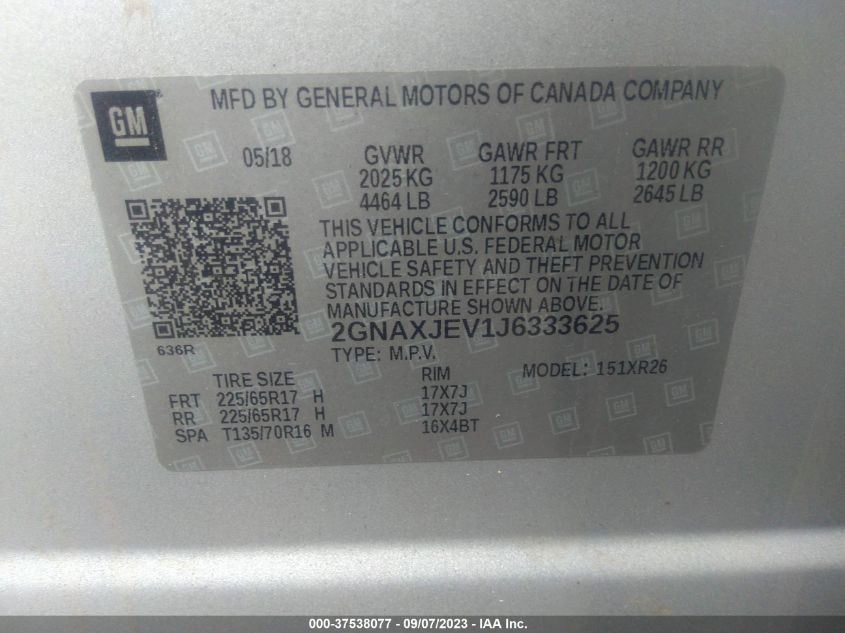 GM
MFD BY GENERAL MOTORS OF CANADA COMPANY
05/18 GVWR GAWR FRT GAWR RR
2025 KG 1175 KG 1200 KG
4464 LB 2590 LB 2645 LB
THIS VEHICLE CONFORMS TO ALL
APPLICABLE U.S. FEDERAL MOTOR
VEHICLE SAFETY AND THEFT PREVENTION
STANDARDS IN EFFECT ON THE DATE OF
MANUFACTURE SHOWN ABOVE.
2GNAXJEV1J6333625
636R
TYPE: M.P.V. MODEL: 151XR26
TIRE SIZE RIM
FRT 225/65R17 H 17X7J
RR 225/65R17 H 17X7J
SPA T135/70R16 M 16X4BT
000-37538077 - 09/07/2023 - IAAI.COM